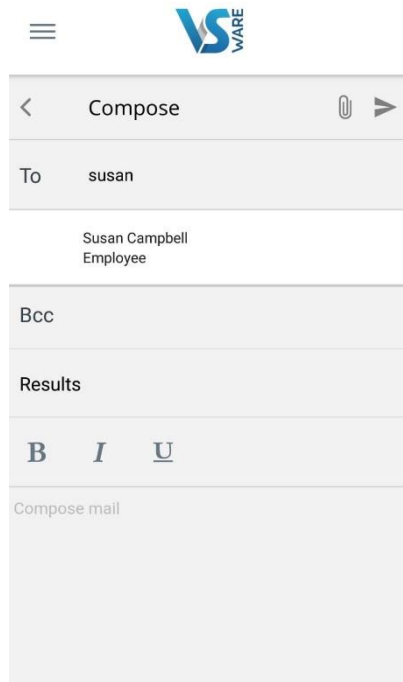 VS
WARE
Compose
To susan
Susan Campbell
Employee
Bcc
Results
B I U
Compose mail